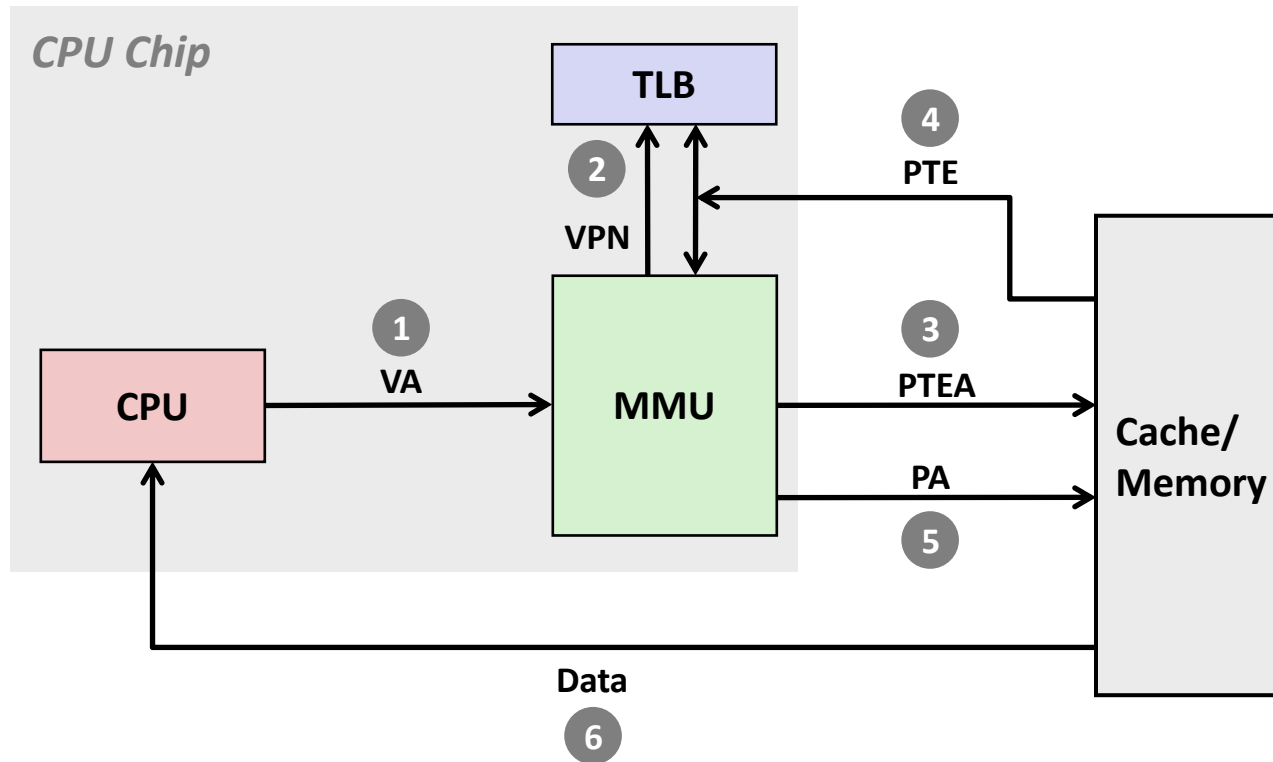 CPU Chip
TLB
4
PTE
2
VPN
1
VA
3
PTEA
CPU
MMU
Cache/
Memory
PA
5
Data
6